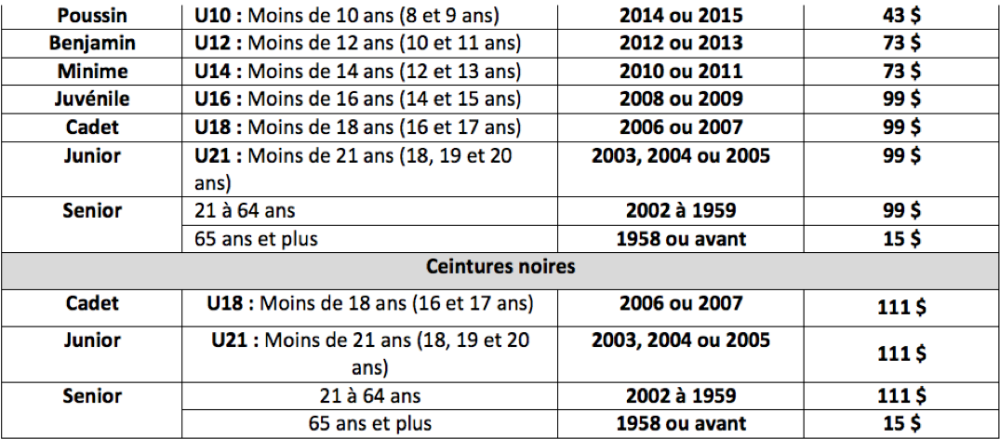 Poussin U10 : Moins de 10 ans (8 et 9 ans) 2014 ou 2015 43 $
Benjamin U12 : Moins de 12 ans (10 et 11 ans) 2012 ou 2013 73 $
Minime U14 : Moins de 14 ans (12 et 13 ans) 2010 ou 2011 73 $
Juvénile U16 : Moins de 16 ans (14 et 15 ans) 2008 ou 2009 99 $
Cadet U18 : Moins de 18 ans (16 et 17 ans) 2006 ou 2007 99 $
Junior U21 : Moins de 21 ans (18, 19 et 20 2003, 2004 ou 2005 99 $
ans)
Senior 21 à 64 ans 2002 à 1959 99 $
65 ans et plus 1958 ou avant 15 $
Ceintures noires
Cadet U18 : Moins de 18 ans (16 et 17 ans) 2006 ou 2007 111 $
Junior U21 : Moins de 21 ans (18, 19 et 20 2003, 2004 ou 2005 111 $
ans)
Senior 21 à 64 ans 2002 à 1959 111 $
65 ans et plus 1958 ou avant 15 $